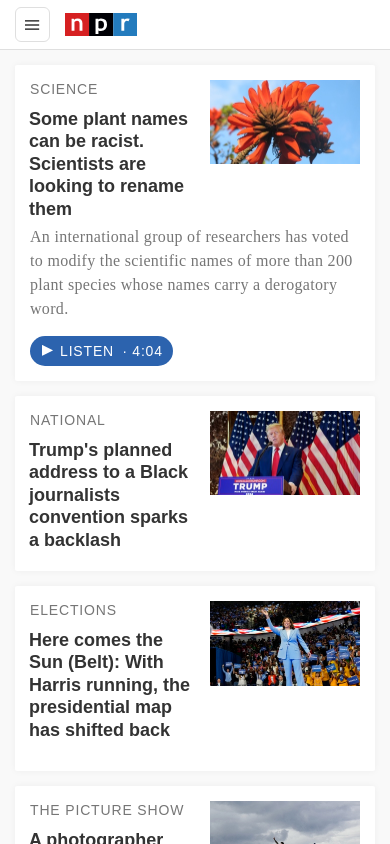 npr
SCIENCE
Some plant names
can be racist.
Scientists are
looking to rename
them
An international group of researchers has voted
to modify the scientific names of more than 200
plant species whose names carry a derogatory
word.
LISTEN · 4:04
NATIONAL
Trump's planned
address to a Black
journalists
convention sparks
a backlash
TRUMP
ELECTIONS
Here comes the
Sun (Belt): With
Harris running, the
presidential map
has shifted back
THE PICTURE SHOW
A photographer